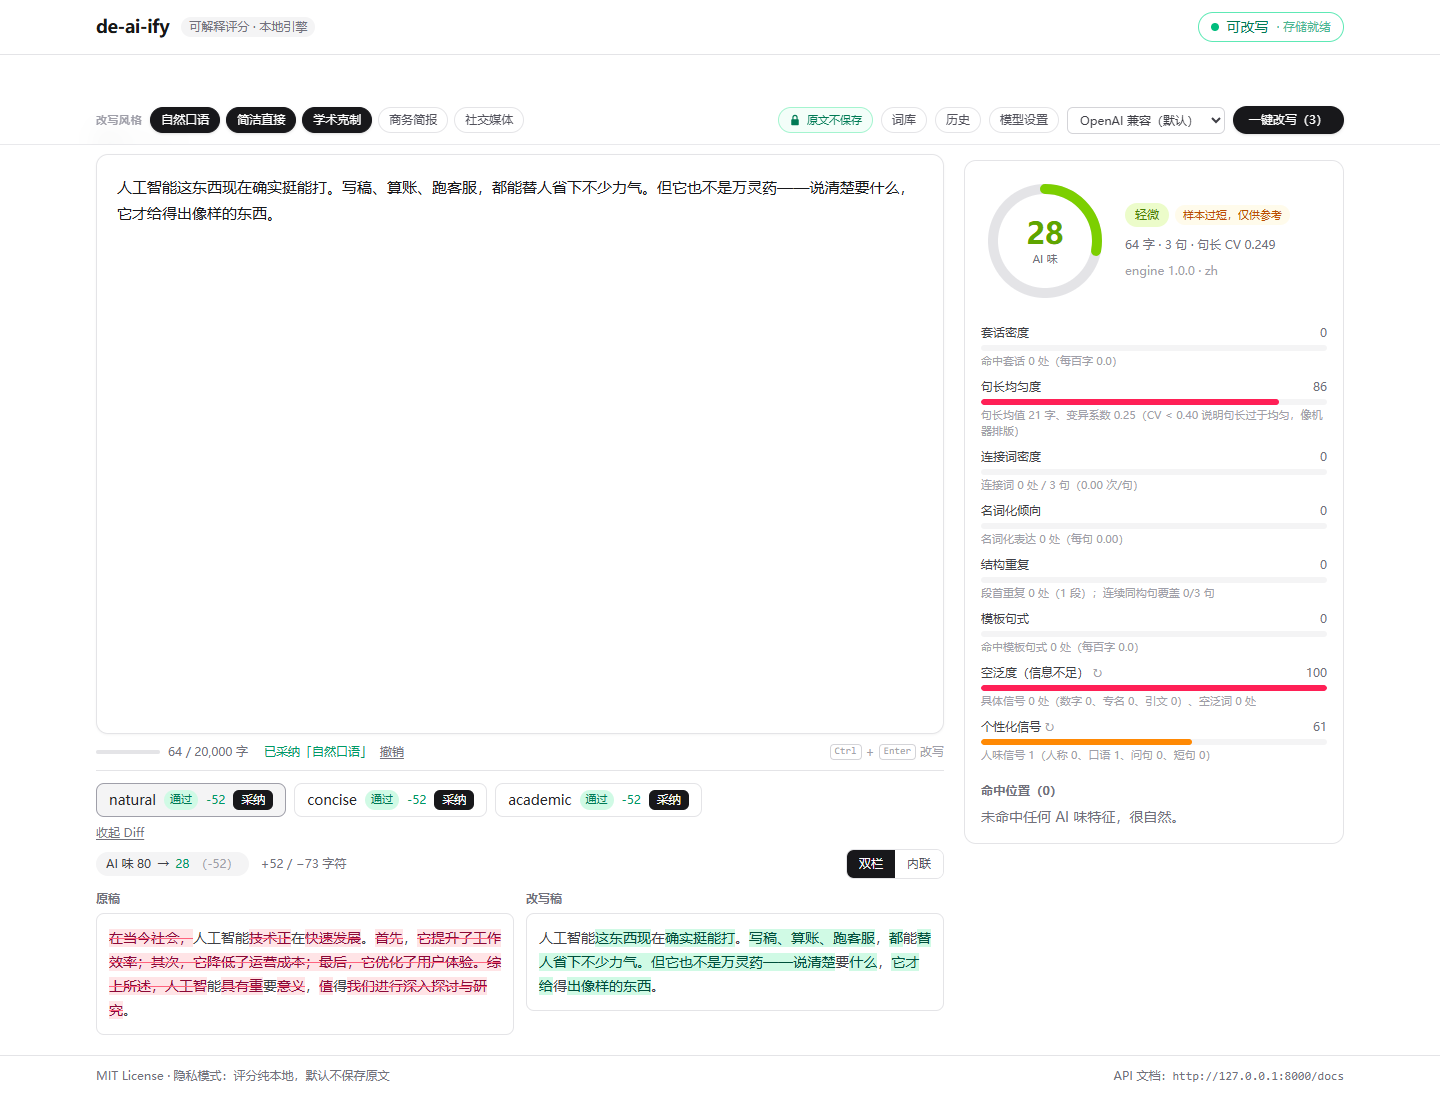 de-ai-ify 可解释评分 · 本地引擎 可改写 · 存储就绪
改写风格 自然口语 简洁直接 学术克制 商务简报 社交媒体 原文不保存 词库 历史 模型设置 OpenAI 兼容（默认） 一键改写（3）
人工智能这东西现在确实挺能打。写稿、算账、跑客服，都能替人省下不少力气。但它也不是万灵药——说清楚要什么，
它才给得出像样的东西。
64 / 20,000 字 已采纳「自然口语」 撤销 Ctrl + Enter 改写
natural 通过 -52 采纳 concise 通过 -52 采纳 academic 通过 -52 采纳
收起 Diff
AI 味 80 → 28 （-52） +52 / −73 字符 双栏 内联
原稿
在当今社会，人工智能技术正在快速发展。首先，它提升了工作
效率；其次，它降低了运营成本；最后，它优化了用户体验。综
上所述，人工智能具有重要意义，值得我们进行深入探讨与研
究。
改写稿
人工智能这东西现在确实挺能打。写稿、算账、跑客服，都能替
人省下不少力气。但它也不是万灵药——说清楚要什么，它才
给得出像样的东西。
28
AI 味
轻微 样本过短，仅供参考
64 字 · 3 句 · 句长 CV 0.249
engine 1.0.0 · zh
套话密度 0
命中套话 0 处（每百字 0.0）
句长均匀度 86
句长均值 21 字、变异系数 0.25（CV < 0.40 说明句长过于均匀，像机
器排版）
连接词密度 0
连接词 0 处 / 3 句（0.00 次/句）
名词化倾向 0
名词化表达 0 处（每句 0.00）
结构重复 0
段首重复 0 处（1 段）；连续同构句覆盖 0/3 句
模板句式 0
命中模板句式 0 处（每百字 0.0）
空泛度（信息不足） ↻ 100
具体信号 0 处（数字 0、专名 0、引文 0）、空泛词 0 处
个性化信号 ↻ 61
人味信号 1（人称 0、口语 1、问句 0、短句 0）
命中位置（0）
未命中任何 AI 味特征，很自然。
MIT License · 隐私模式：评分纯本地，默认不保存原文 API 文档：http://127.0.0.1:8000/docs